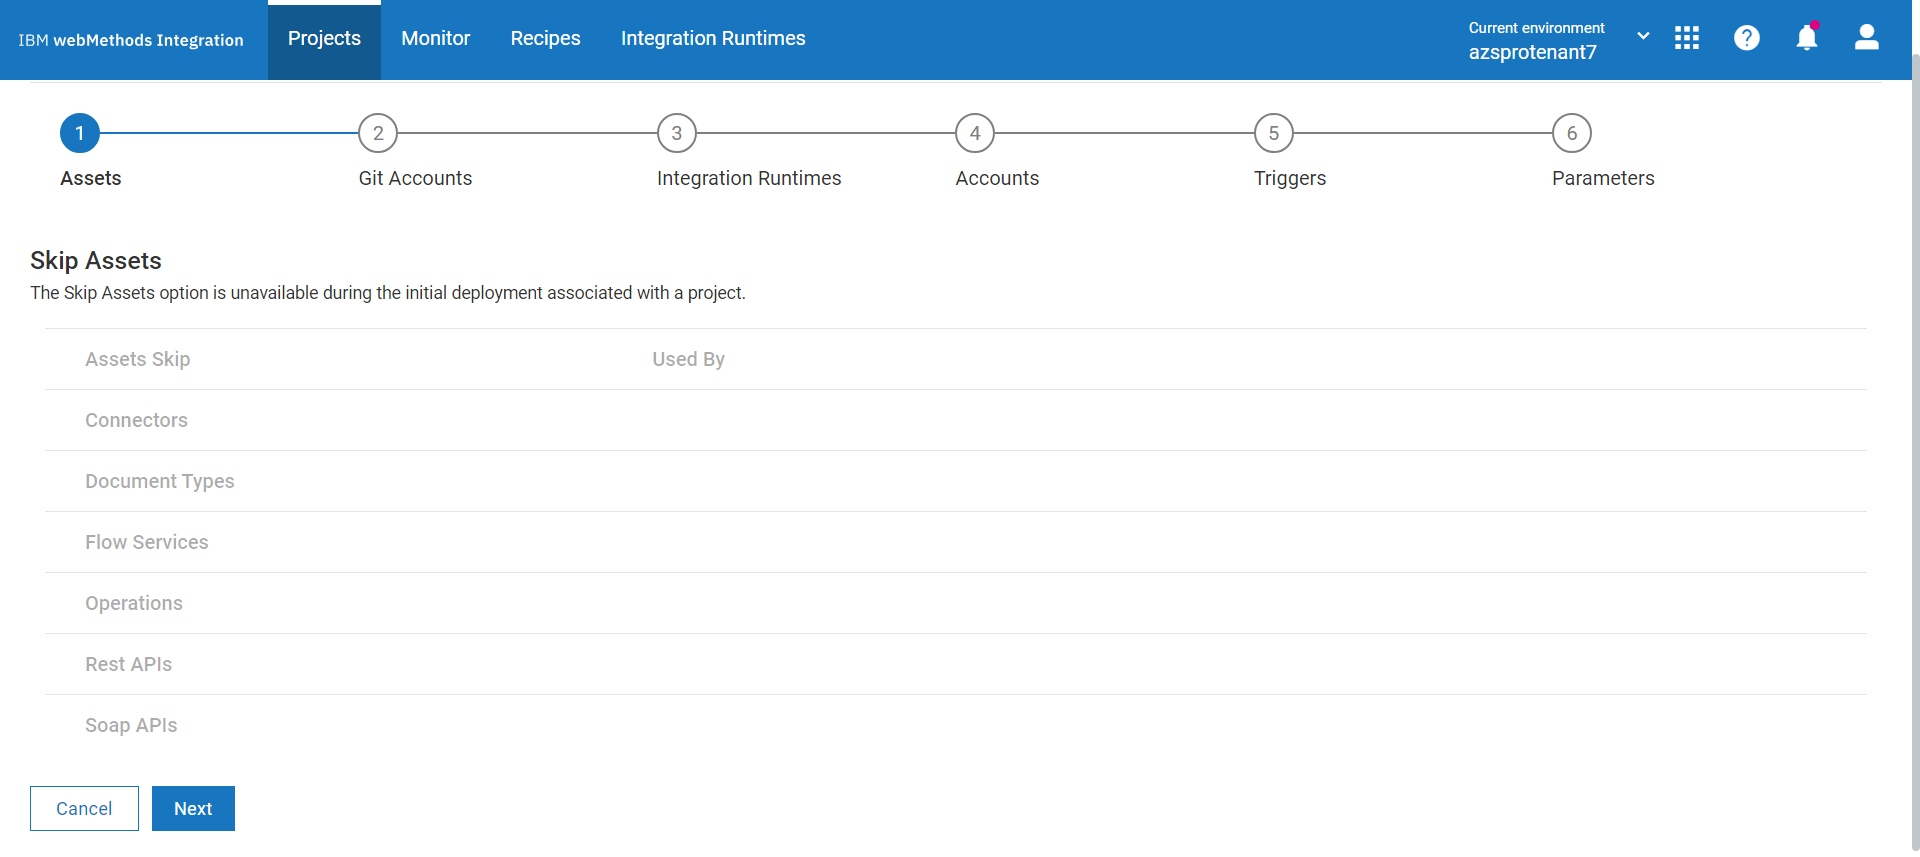 IBM webMethods Integration
Projects
Monitor
Recipes
Integration Runtimes
Current environment
azsprotenant7
?
1
2
3
4
5
6
Assets
Git Accounts
Integration Runtimes
Accounts
Triggers
Parameters
Skip Assets
The Skip Assets option is unavailable during the initial deployment associated with a project.
Assets Skip
Used By
Connectors
Document Types
Flow Services
Operations
Rest APIs
Soap APIs
Cancel
Next